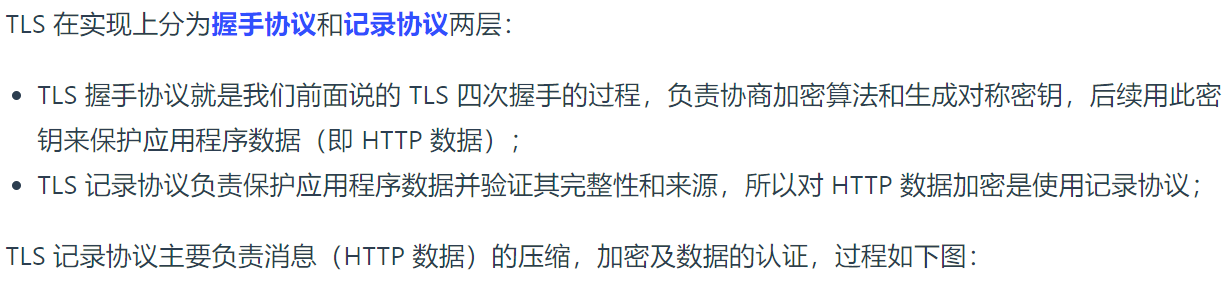 TLS 在实现上分为握手协议和记录协议两层：
• TLS 握手协议就是我们前面说的 TLS 四次握手的过程，负责协商加密算法和生成对称密钥，后续用此密
钥来保护应用程序数据（即 HTTP 数据）；
• TLS 记录协议负责保护应用程序数据并验证其完整性和来源，所以对 HTTP 数据加密是使用记录协议；
TLS 记录协议主要负责消息（HTTP 数据）的压缩，加密及数据的认证，过程如下图：